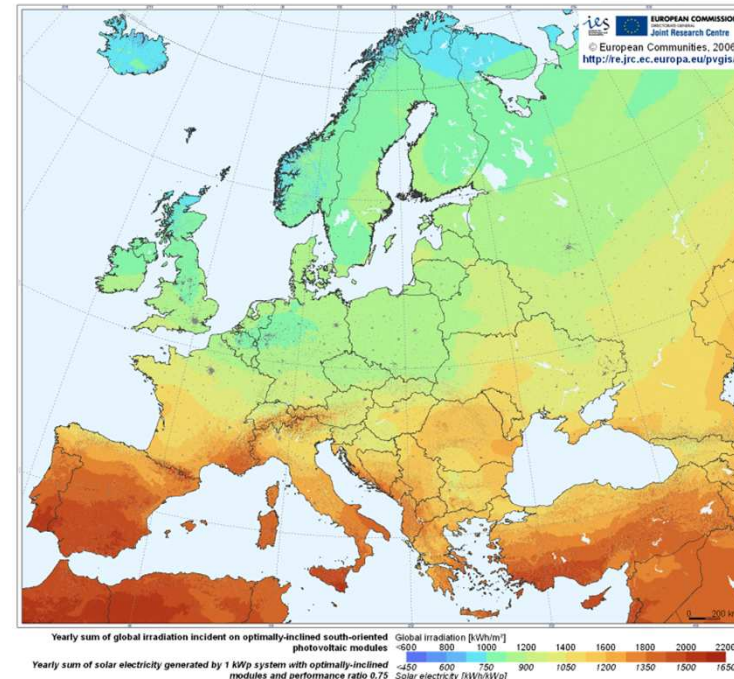 EUROPEAN COMMISSION
DIRECTORATE-GENERAL
Joint Research Centre
© European Communities, 2006
http://re.jrc.ec.europa.eu/pvgis/
0 200 km
Yearly sum of global irradiation incident on optimally-inclined south-oriented
photovoltaic modules
Global irradiation [kWh/m²]
<600 800 1000 1200 1400 1600 1800 2000 2200
<450 600 750 900 1050 1200 1350 1500 1650
Yearly sum of solar electricity generated by 1 kWp system with optimally-inclined
modules and performance ratio 0.75
Solar electricity [kWh/kWp]